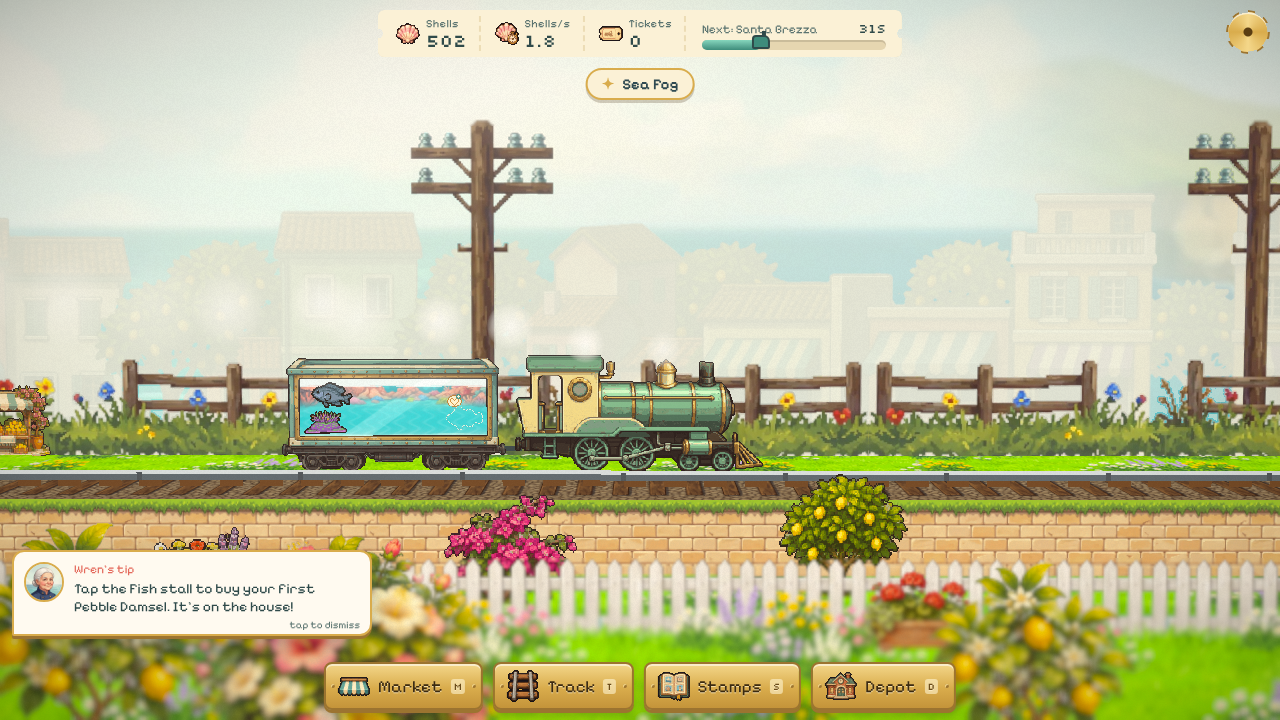 Shells
502
Shells/s
1.8
Tickets
0
Next: Santa Brezza
31S
Sea Fog
Wren's tip
Tap the Fish stall to buy your first
Pebble Damsel. It's on the house!
tap to dismiss
Market M
Track T
Stamps S
Depot D